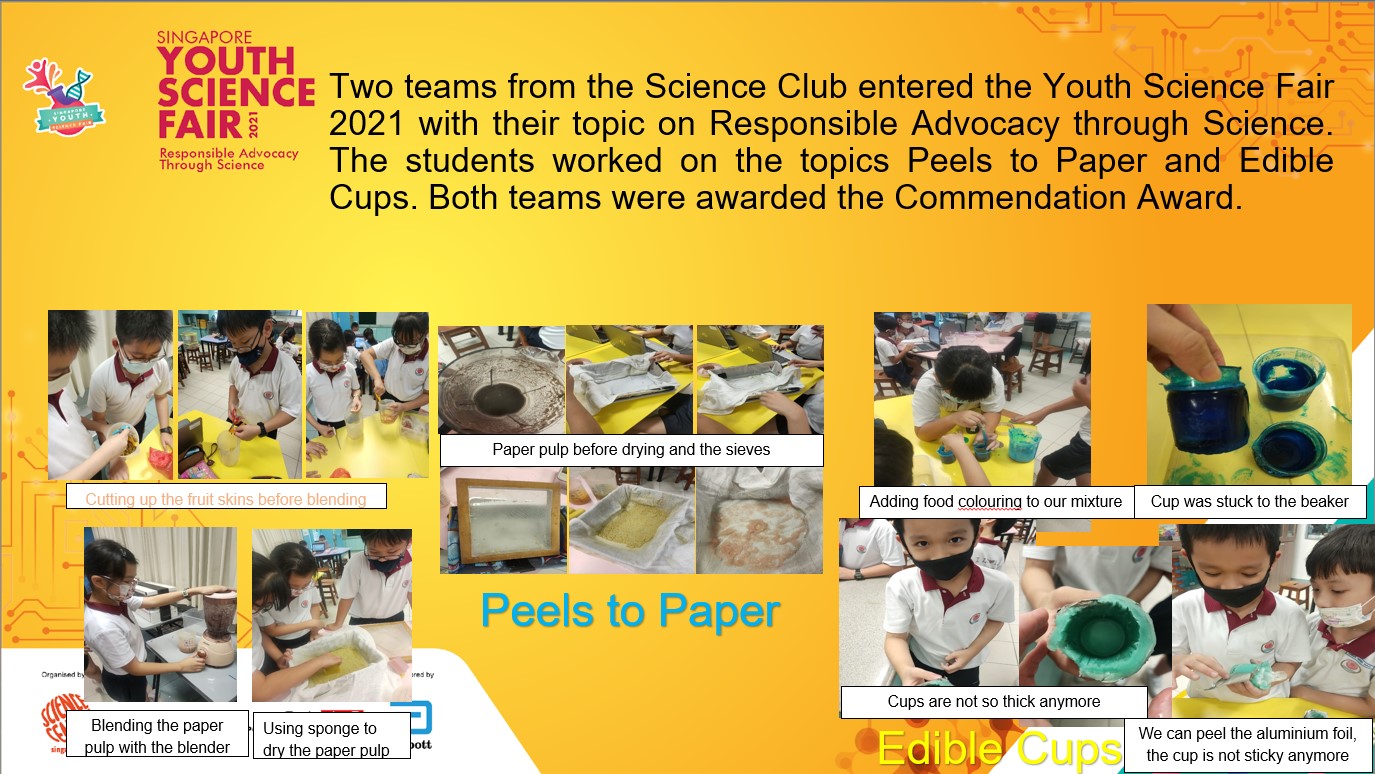 SINGAPORE
YOUTH
SCIENCE
FAIR 2021
Responsible Advocacy
Through Science
SINGAPORE
YOUTH
SCIENCE FAIR
Two teams from the Science Club entered the Youth Science Fair
2021 with their topic on Responsible Advocacy through Science.
The students worked on the topics Peels to Paper and Edible
Cups. Both teams were awarded the Commendation Award.
Cutting up the fruit skins before blending
Paper pulp before drying and the sieves
Adding food colouring to our mixture
Cup was stuck to the beaker
Peels to Paper
Organised by
Blending the paper
pulp with the blender
Using sponge to
dry the paper pulp
Cups are not so thick anymore
Edible Cups
We can peel the aluminium foil,
the cup is not sticky anymore